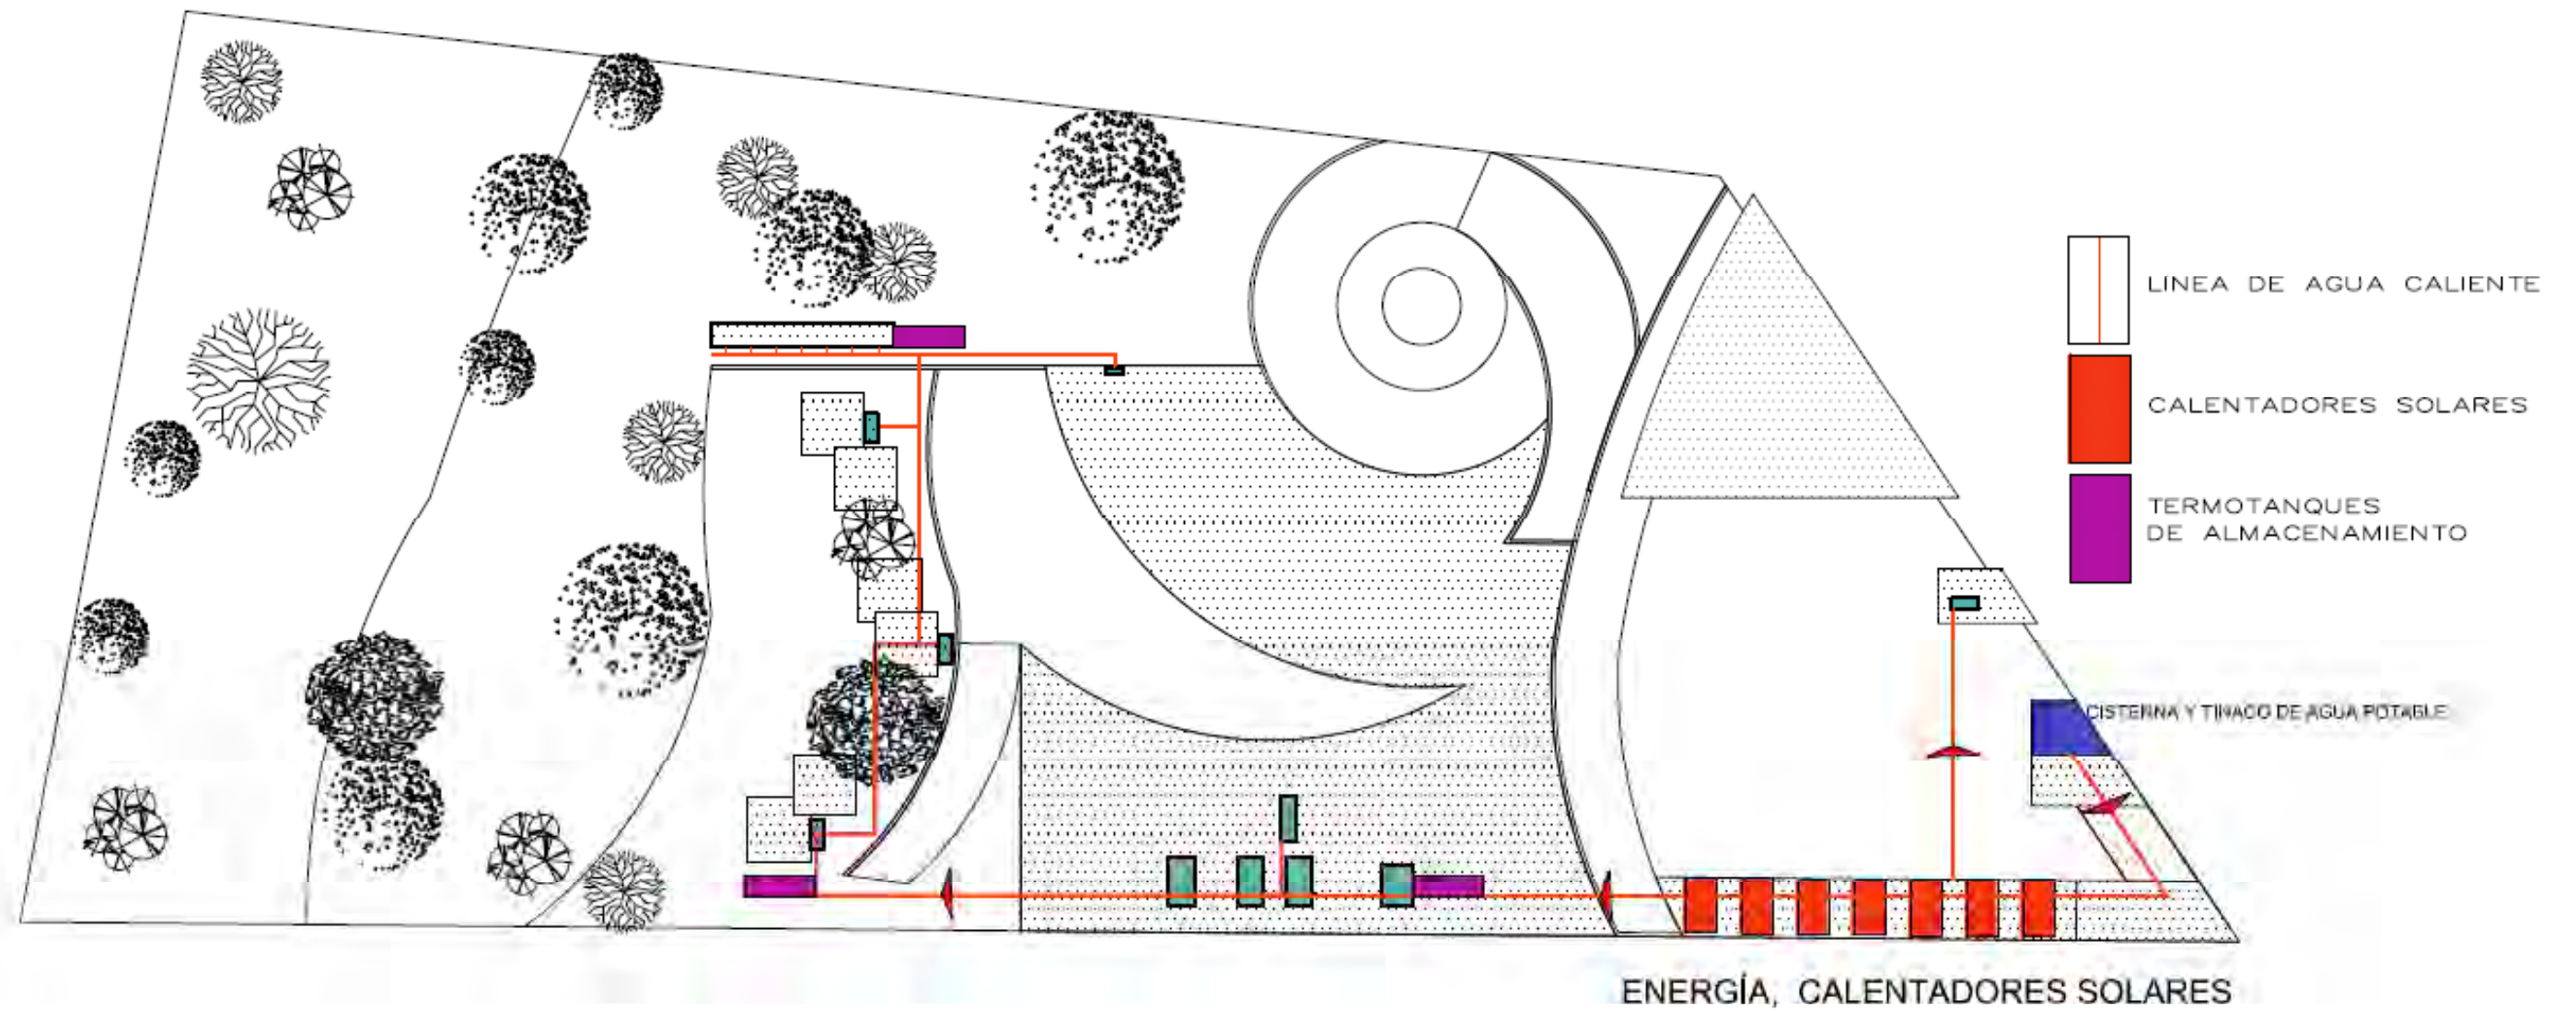 LINEA DE AGUA CALIENTE
CALENTADORES SOLARES
TERMOTANQUES
DE ALMACENAMIENTO
CISTERNA Y TINACO DE AGUA POTABLE
ENERGÍA, CALENTADORES SOLARES